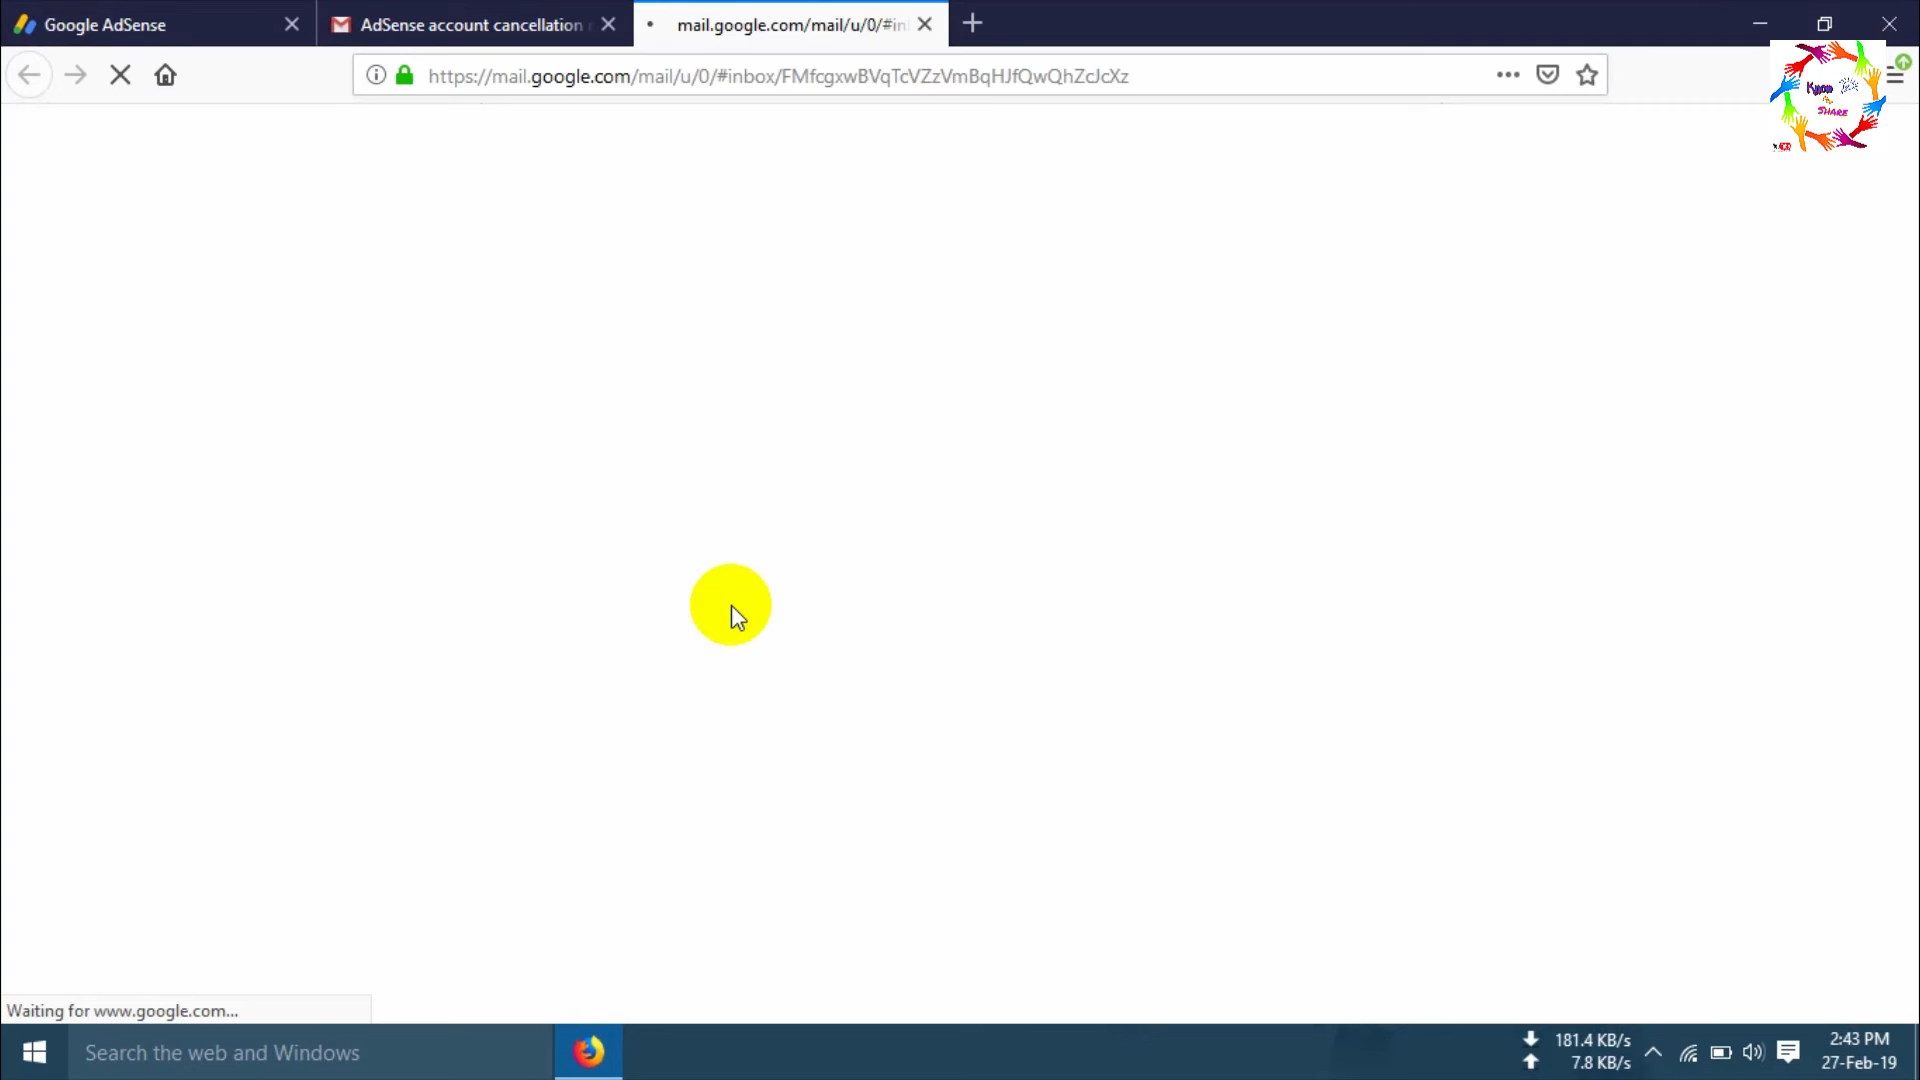 Google AdSense
AdSense account cancellation
mail.google.com/mail/u/0/#in
https://mail.google.com/mail/u/0/#inbox/FMfcgxwBVqTcVZzVmBqHJfQwQhZcJcXz
Know
SHARE
Waiting for www.google.com...
Search the web and Windows
181.4 KB/s
7.8 KB/s
2:43 PM
27-Feb-19